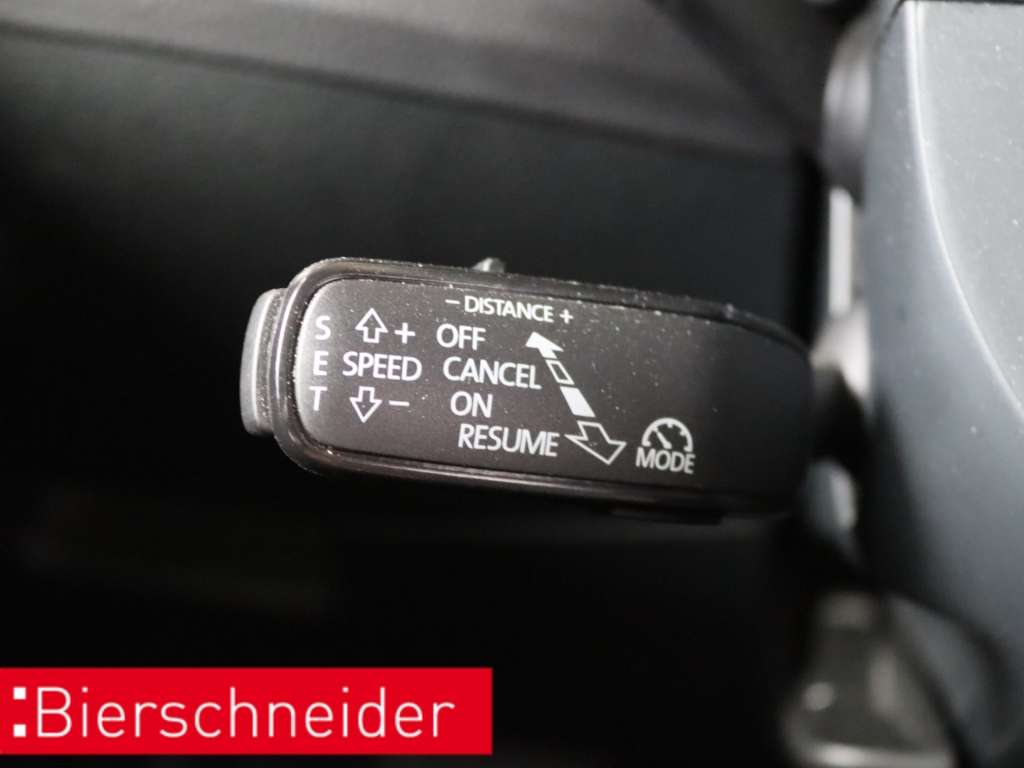 - DISTANCE +
S + OFF
E SPEED CANCEL
T - ON
RESUME
MODE
:Bierschneider